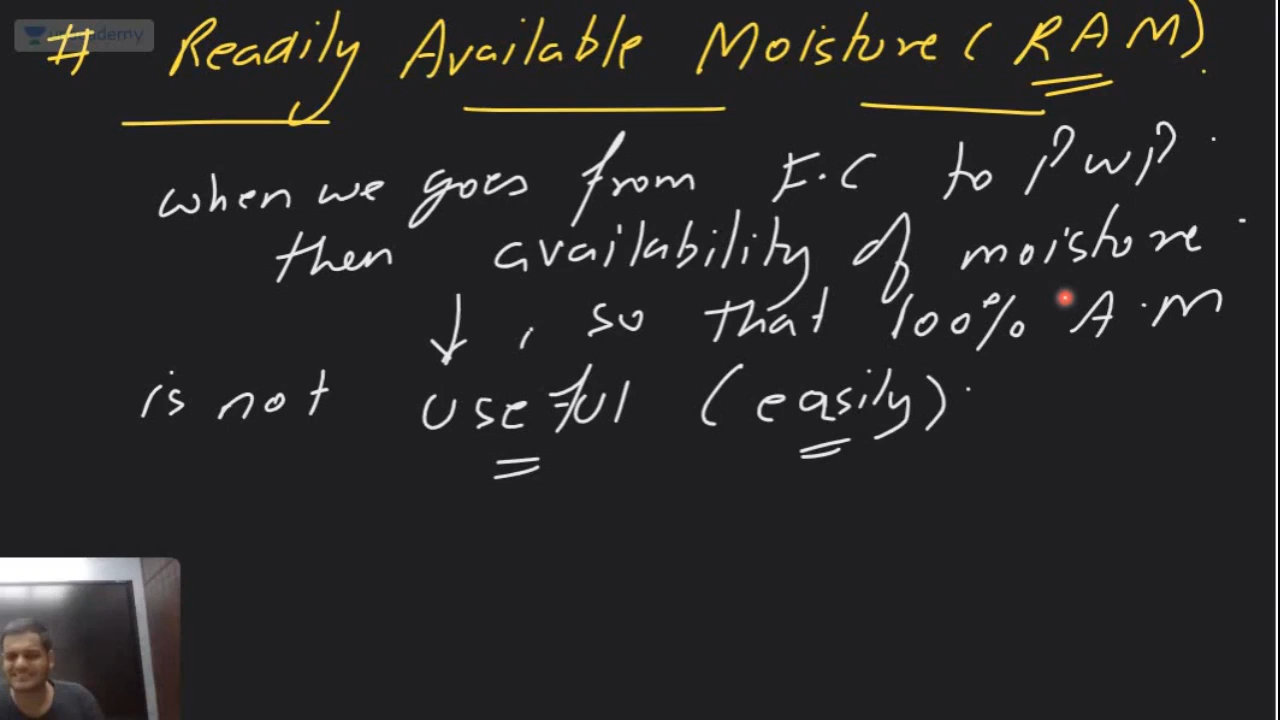 unacademy
# Readily Available Moisture (RAM).
when we goes from F.C to PWP.
then availability of moisture.
↓, so that 100% A.M
is not useful (easily).